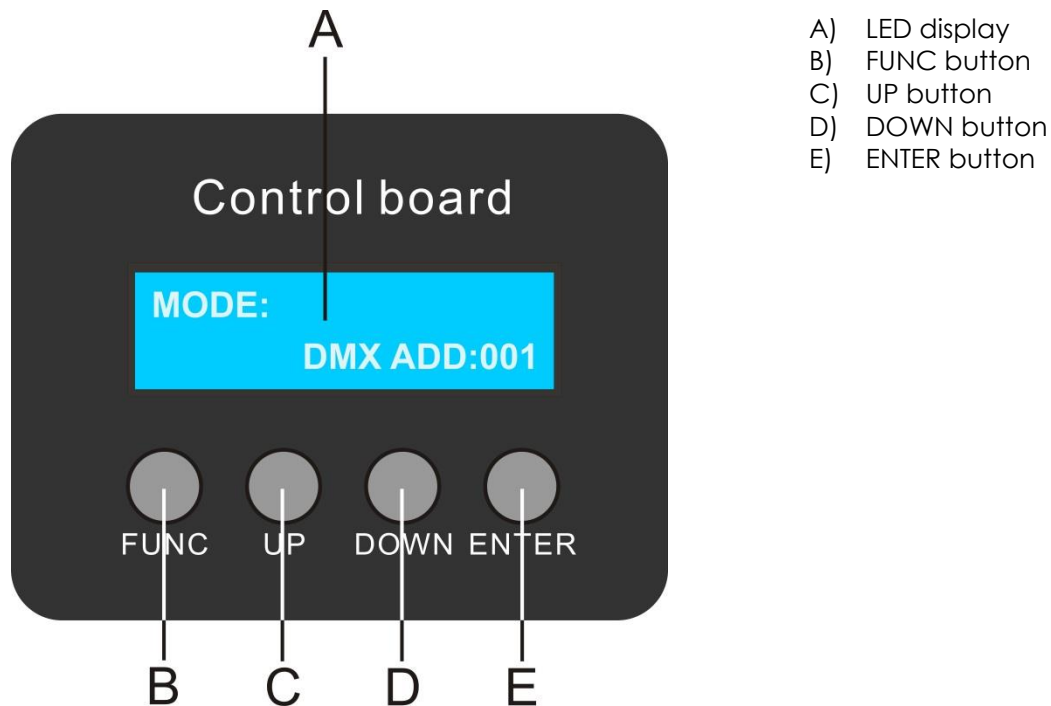 A
A) LED display
B) FUNC button
C) UP button
D) DOWN button
E) ENTER button
Control board
MODE:
DMX ADD:001
FUNC UP DOWN ENTER
B C D E